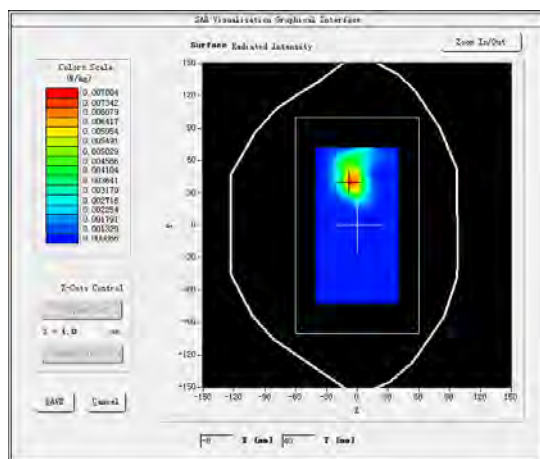 SAR Visualisation Graphical Interface
Surface Radiated Intensity
Zoom In/Out
Colors Scale
(W/kg)
0.007804
0.007342
0.006879
0.006417
0.005954
0.005491
0.005029
0.004566
0.004104
0.003641
0.003179
0.002716
0.002254
0.001791
0.001329
0.000866
150
120
90
60
30
0
-30
-60
-90
-120
-150
Y
-150 -120 -90 -60 -30 0 30 60 90 120 150
X
Z-Cuts Control
Z = 1.0 mm
SAVE Cancel
-8 X [mm] 40 Y [mm]